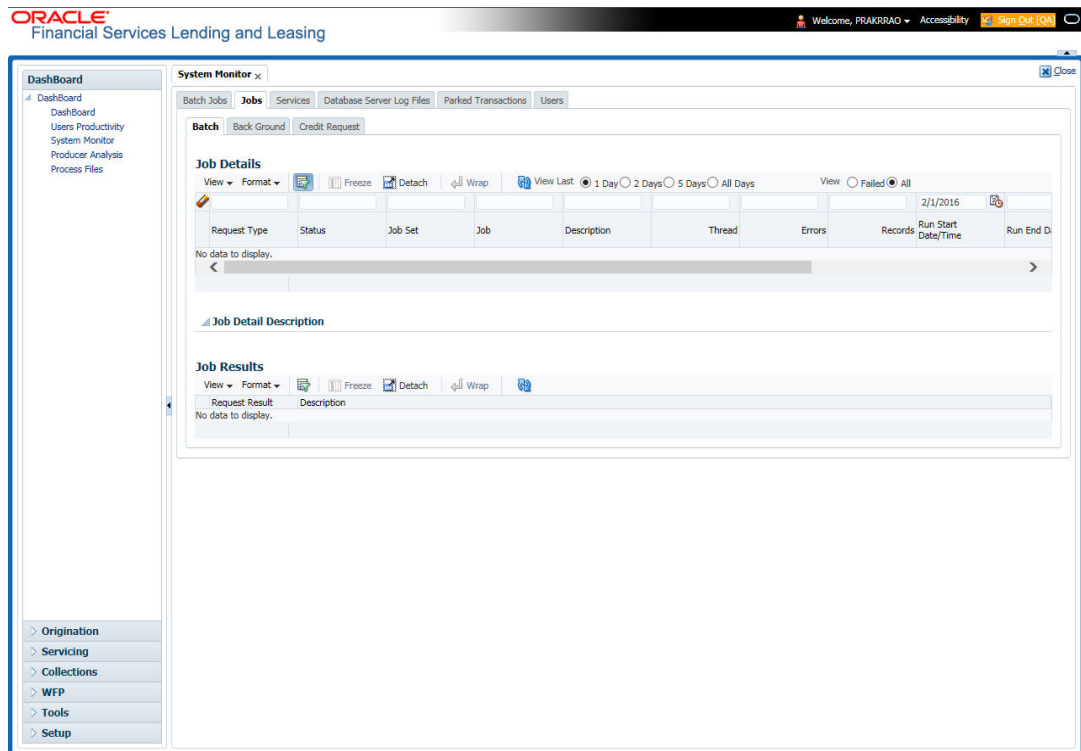 ORACLE
Financial Services Lending and Leasing
Welcome, PRAKRRAO Accessibility Sign Out [QA]
Close
DashBoard
DashBoard
DashBoard
Users Productivity
System Monitor
Producer Analysis
Process Files
Origination
Servicing
Collections
WFP
Tools
Setup
System Monitor x
Batch Jobs Jobs Services Database Server Log Files Parked Transactions Users
Batch Back Ground Credit Request
Job Details
View Format Freeze Detach Wrap View Last 1 Day 2 Days 5 Days All Days View Failed All
2/1/2016
Request Type Status Job Set Job Description Thread Errors Records Run Start Date/Time Run End D
No data to display.
Job Detail Description
Job Results
View Format Freeze Detach Wrap
Request Result Description
No data to display.